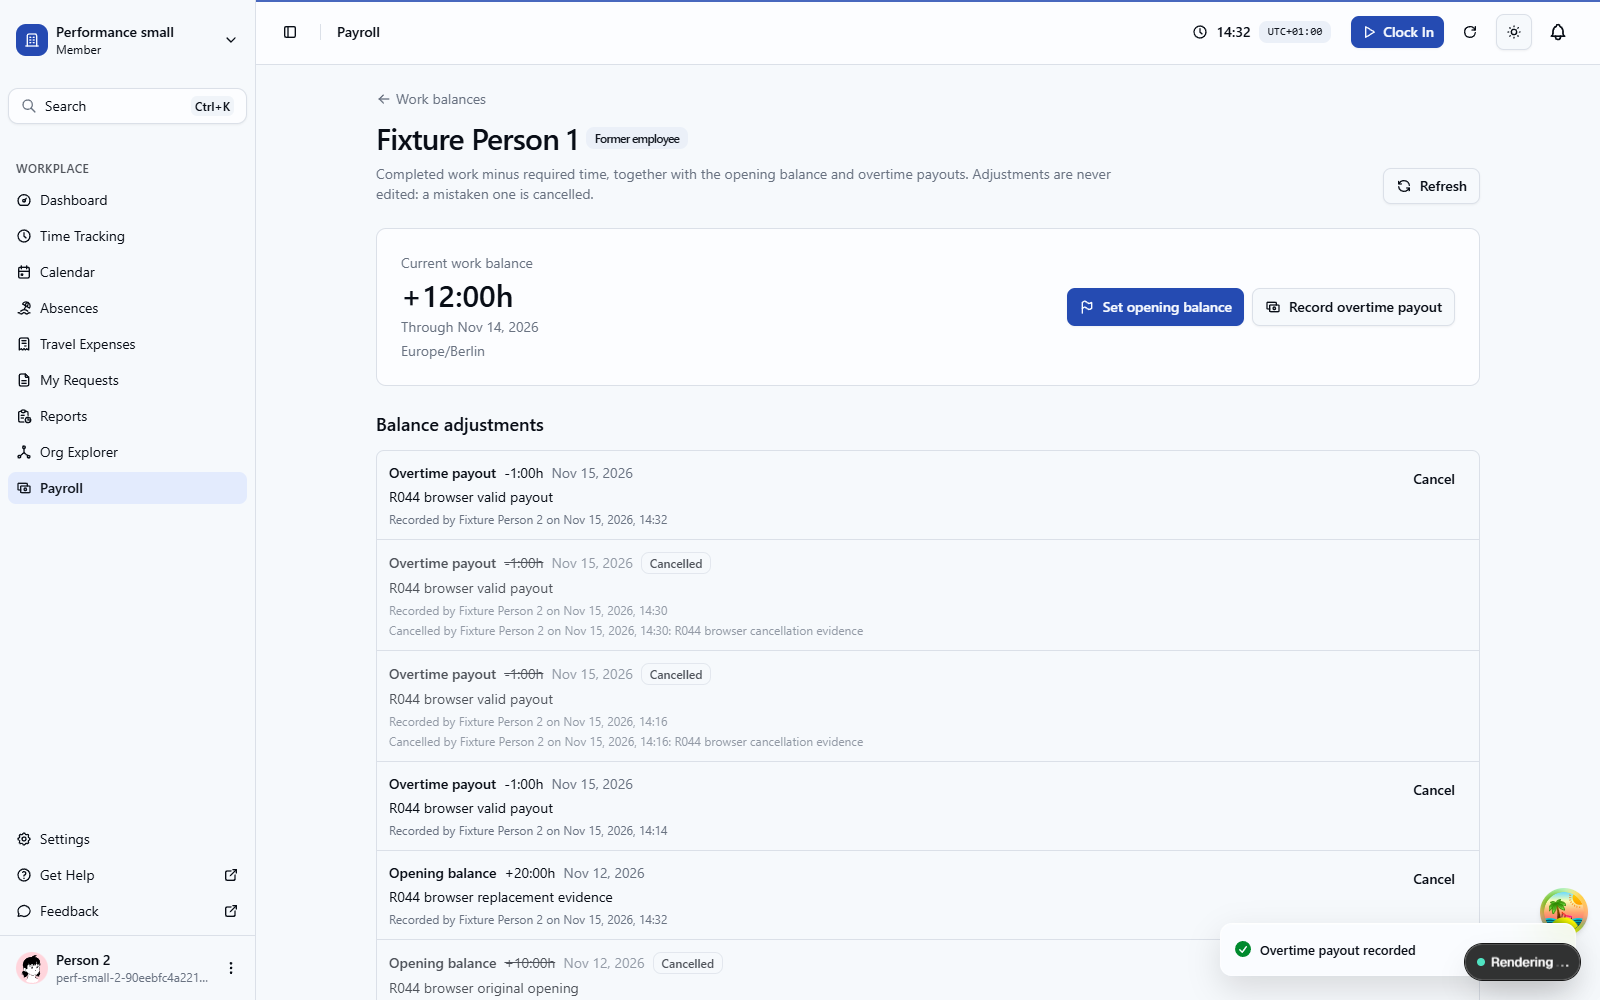 Performance small
Member
Search
Ctrl+K
WORKPLACE
Dashboard
Time Tracking
Calendar
Absences
Travel Expenses
My Requests
Reports
Org Explorer
Payroll
Settings
Get Help
Feedback
Person 2
perf-small-2-90eebfc4a221...
Payroll
14:32
UTC+01:00
Clock In
Work balances
Fixture Person 1
Former employee
Completed work minus required time, together with the opening balance and overtime payouts. Adjustments are never
edited: a mistaken one is cancelled.
Refresh
Current work balance
+12:00h
Through Nov 14, 2026
Europe/Berlin
Set opening balance
Record overtime payout
Balance adjustments
Overtime payout -1:00h Nov 15, 2026
Cancel
R044 browser valid payout
Recorded by Fixture Person 2 on Nov 15, 2026, 14:32
Overtime payout -1:00h Nov 15, 2026 Cancelled
R044 browser valid payout
Recorded by Fixture Person 2 on Nov 15, 2026, 14:30
Cancelled by Fixture Person 2 on Nov 15, 2026, 14:30: R044 browser cancellation evidence
Overtime payout -1:00h Nov 15, 2026 Cancelled
R044 browser valid payout
Recorded by Fixture Person 2 on Nov 15, 2026, 14:16
Cancelled by Fixture Person 2 on Nov 15, 2026, 14:16: R044 browser cancellation evidence
Overtime payout -1:00h Nov 15, 2026
Cancel
R044 browser valid payout
Recorded by Fixture Person 2 on Nov 15, 2026, 14:14
Opening balance +20:00h Nov 12, 2026
Cancel
R044 browser replacement evidence
Recorded by Fixture Person 2 on Nov 15, 2026, 14:32
Opening balance +10:00h Nov 12, 2026 Cancelled
R044 browser original opening
Overtime payout recorded
Rendering ...